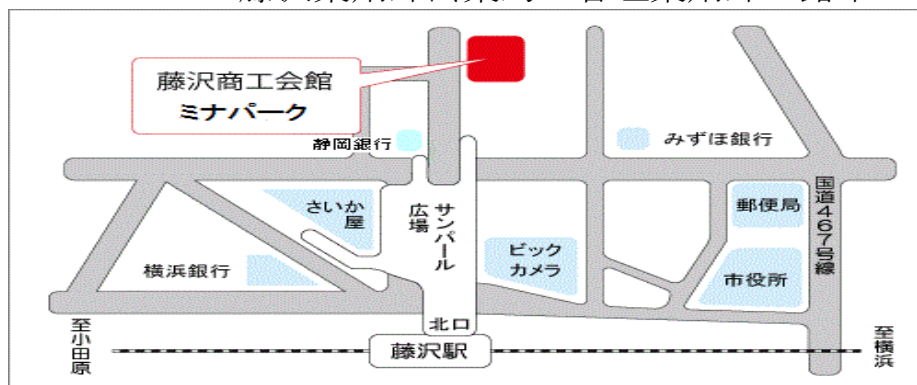 藤沢商工会館
ミナパーク
静岡銀行
みずほ銀行
さいか
屋
サンパール
広場
ビック
カメラ
郵便局
国道467号線
市役所
横浜銀行
北口
藤沢駅
至小田原
至横浜